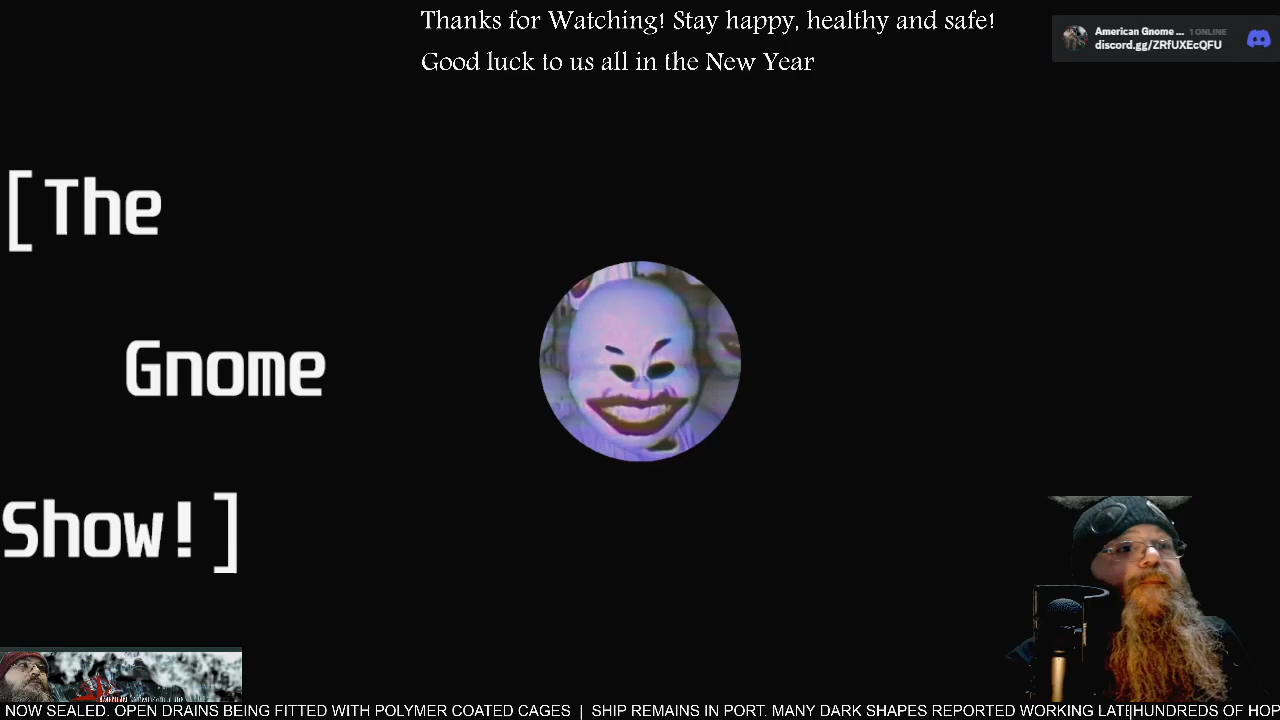 Thanks for Watching! Stay happy, healthy and safe!
Good luck to us all in the New Year
American Gnome ... 1 ONLINE
discord.gg/ZRfUXEcQFU
[The
Gnome
Show!]
NOW SEALED. OPEN DRAINS BEING FITTED WITH POLYMER COATED CAGES | SHIP REMAINS IN PORT. MANY DARK SHAPES REPORTED WORKING LAT[HUNDREDS OF HOP